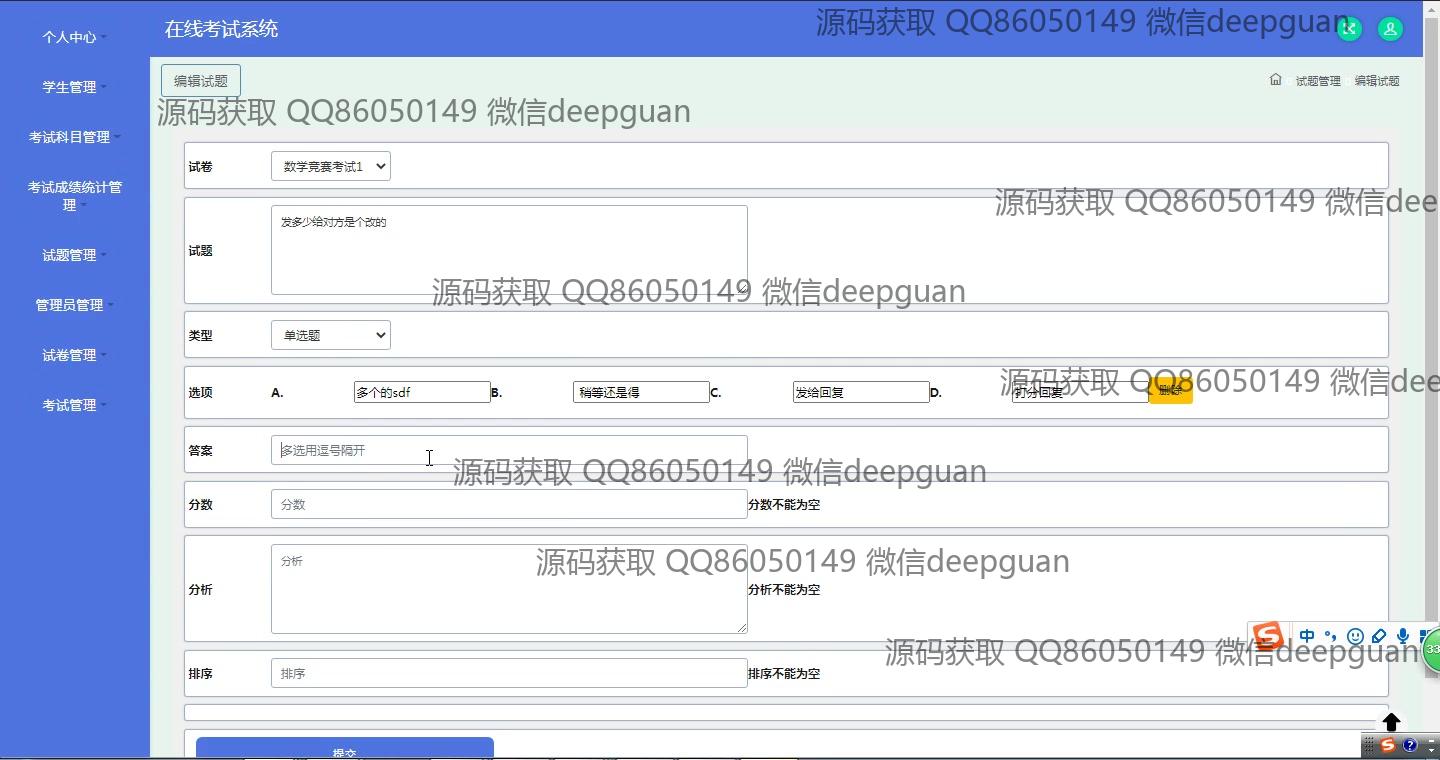 在线考试系统
源码获取 QQ86050149 微信deepguan
个人中心
学生管理
考试科目管理
考试成绩统计管
理
试题管理
管理员管理
试卷管理
考试管理
编辑试题
试题管理 编辑试题
源码获取 QQ86050149 微信deepguan
试卷 数学竞赛考试1
源码获取 QQ86050149 微信dee
试题 发多少给对方是个改的
源码获取 QQ86050149 微信deepguan
类型 单选题
选项 A. 多个的sdf B. 稍等还是得 C. 发给回复 D. 打分回复 删除
源码获取 QQ86050149 微信dee
答案 多选用逗号隔开
源码获取 QQ86050149 微信deepguan
分数 分数 分数不能为空
源码获取 QQ86050149 微信deepguan
分析 分析 分析不能为空
中
源码获取 QQ86050149 微信deepguan
33
排序 排序 排序不能为空
提交